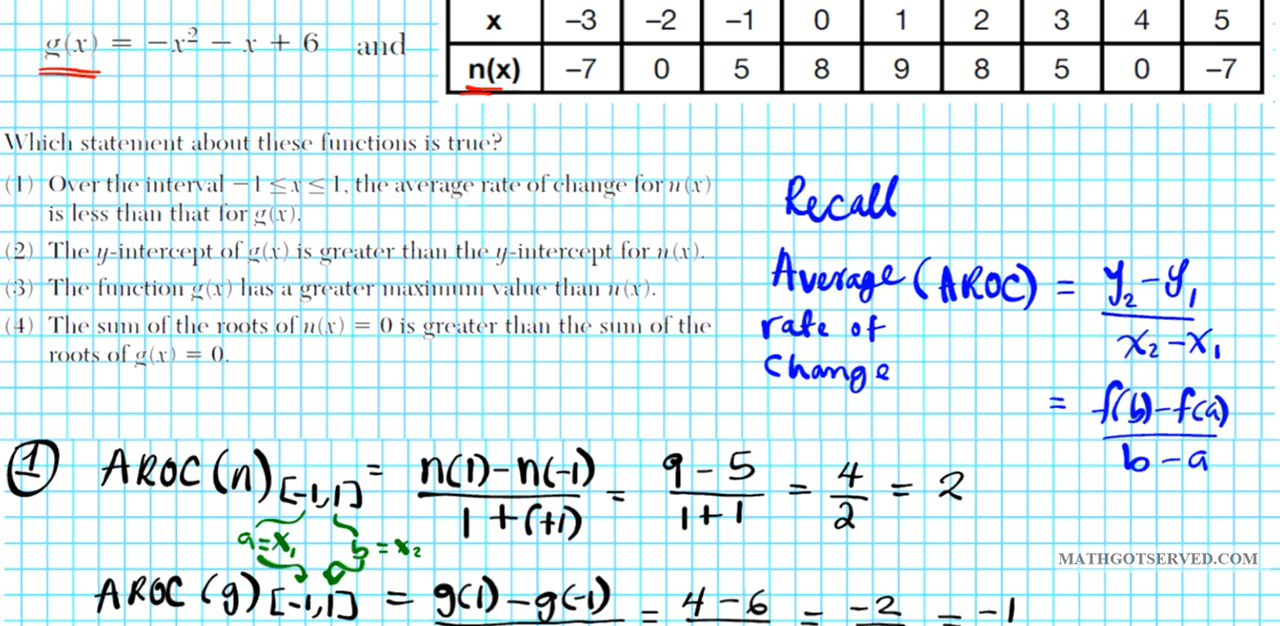 g(x) = −x² − x + 6 and
x −3 −2 −1 0 1 2 3 4 5
n(x) −7 0 5 8 9 8 5 0 −7
Which statement about these functions is true?
(1) Over the interval −1 ≤ x ≤ 1, the average rate of change for n(x)
is less than that for g(x).
(2) The y-intercept of g(x) is greater than the y-intercept for n(x).
(3) The function g(x) has a greater maximum value than n(x).
(4) The sum of the roots of n(x) = 0 is greater than the sum of the
roots of g(x) = 0.
Recall
Average (AROC) = y₂−y₁ / x₂−x₁
rate of
change
= f(b)−f(a) / b−a
① AROC(n)[-1,1] = n(1)−n(-1) / 1+(+1) = 9−5 / 1+1 = 4/2 = 2
a=x₁ b=x₂
MATHGOTSERVED.COM
AROC(g)[-1,1] = g(1)−g(-1) = 4−6 = −2 = −1